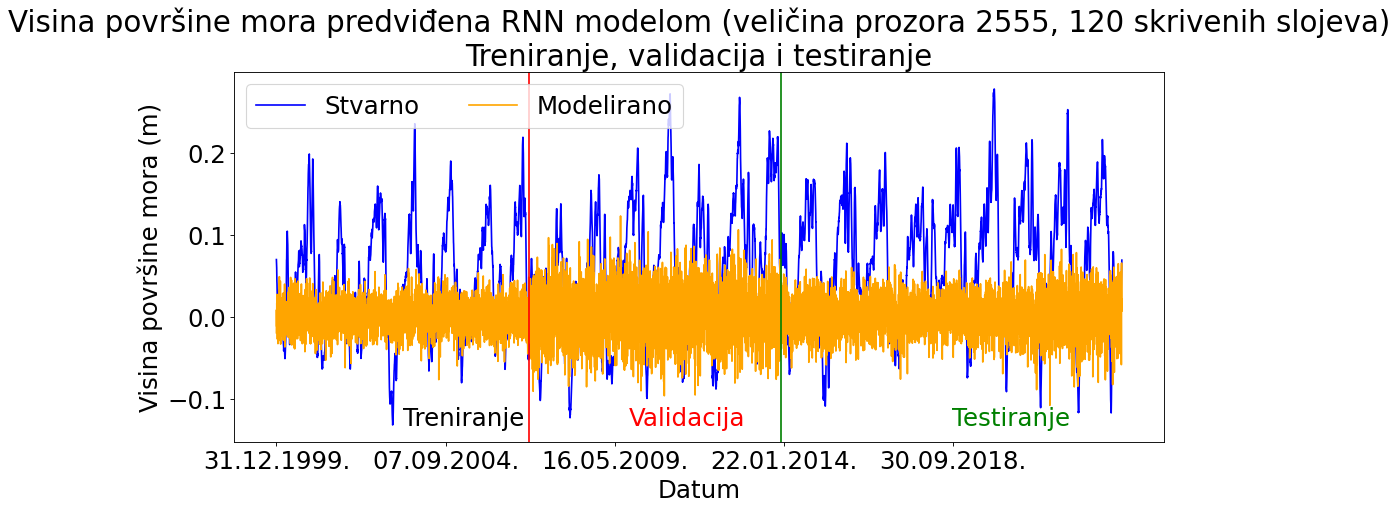 Visina površine mora predviđena RNN modelom (veličina prozora 2555, 120 skrivenih slojeva)
Treniranje, validacija i testiranje
Stvarno
Modelirano
Visina površine mora (m)
0.2
0.1
0.0
−0.1
Treniranje
Validacija
Testiranje
31.12.1999.
07.09.2004.
16.05.2009.
22.01.2014.
30.09.2018.
Datum